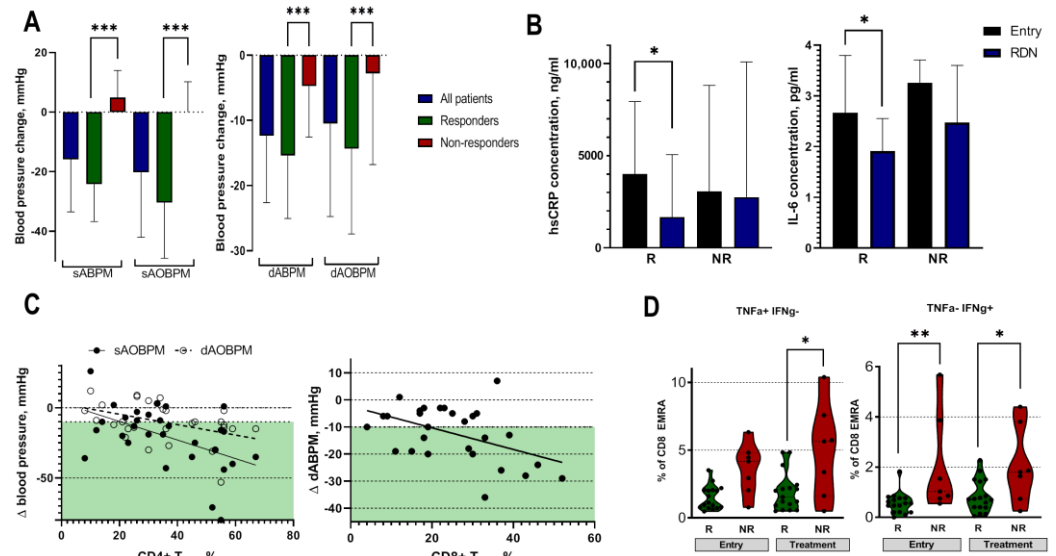 A
***
***
***
***
Blood pressure change, mmHg
20
0
-20
-40
sABPM
sAOBPM
Blood pressure change, mmHg
0
-10
-20
-30
dABPM
dAOBPM
All patients
Responders
Non-responders
B
hsCRP concentration, ng/ml
10,000
5000
0
*
R
NR
IL-6 concentration, pg/ml
4
3
2
1
0
*
R
NR
Entry
RDN
C
sAOBPM
dAOBPM
Δ blood pressure, mmHg
0
-50
0
20
40
60
80
CD4+ T
%
Δ dABPM, mmHg
10
0
-10
-20
-30
-40
0
20
40
60
CD8+ T
%
D
TNFa+ IFNg-
% of CD8 EMRA
10
5
0
*
R
NR
R
NR
Entry
Treatment
TNFa- IFNg+
% of CD8 EMRA
6
4
2
0
**
*
R
NR
R
NR
Entry
Treatment